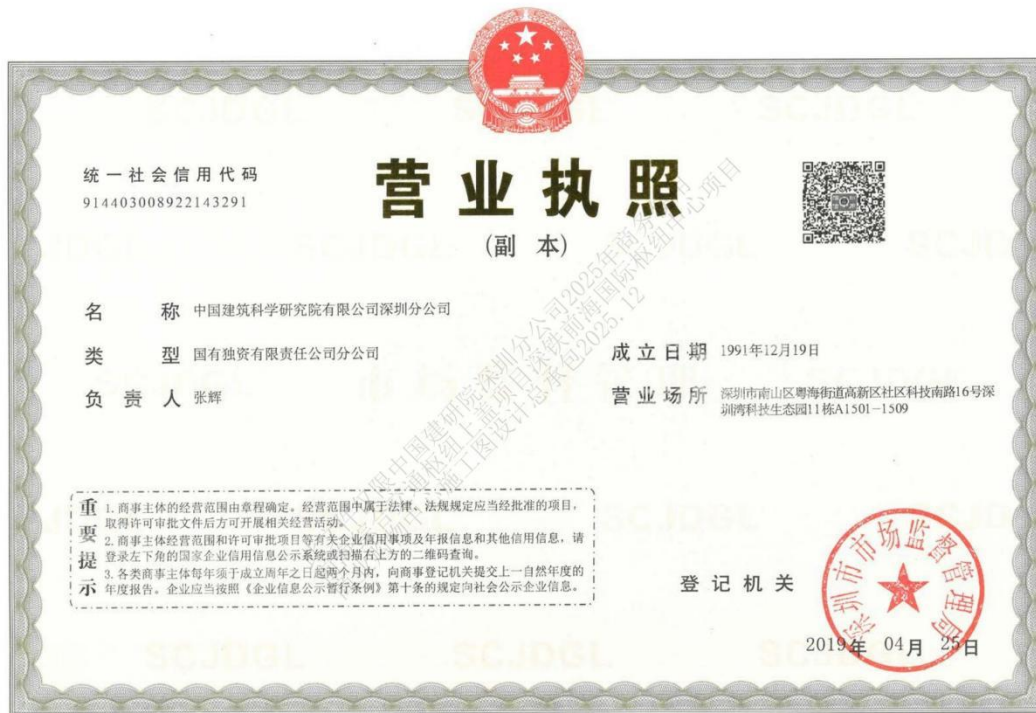 统一社会信用代码
914403008922143291
营业执照
(副 本)
名 称 中国建筑科学研究院有限公司深圳分公司
类 型 国有独资有限责任公司分公司
负 责 人 张辉
成 立 日 期 1991年12月19日
营 业 场 所 深圳市南山区粤海街道高新区社区科技南路16号深
圳湾科技生态园11栋A1501-1509
重要提示
1. 商事主体的经营范围由章程确定。经营范围中属于法律、法规规定应当经批准的项目,
取得许可审批文件后方可开展相关经营活动。
2. 商事主体经营范围和许可审批项目等有关企业信用事项及年报信息和其他信用信息,请
登录左下角的国家企业信用信息公示系统或扫描右上方的二维码查询。
3. 各类商事主体每年须于成立周年之日起两个月内,向商事登记机关提交上一自然年度的
年度报告。企业应当按照《企业信息公示暂行条例》第十条的规定向社会公示企业信息。
登 记 机 关
深圳市市场监督管理局
2019年 04月 25日
SCJDGL